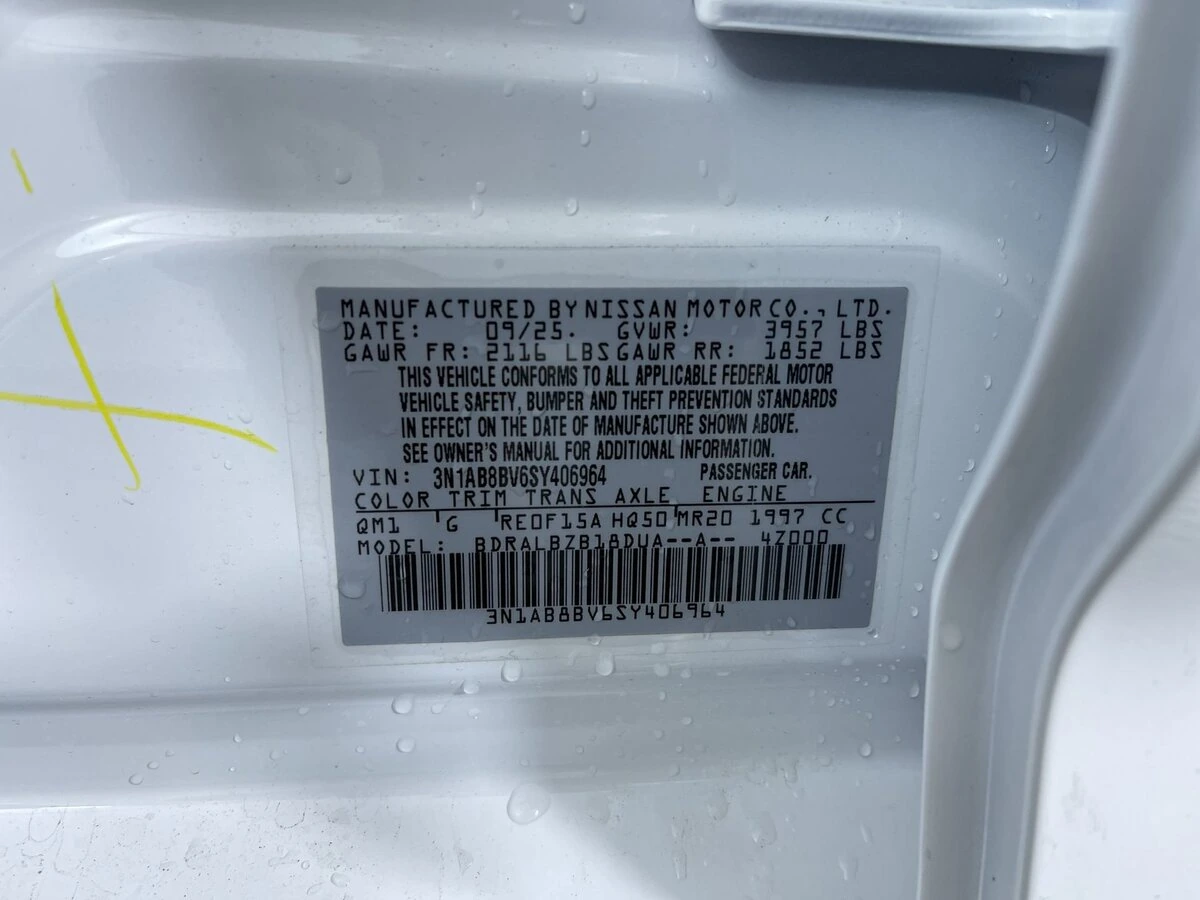 MANUFACTURED BY NISSAN MOTOR CO., LTD.
DATE: 09/25. GVWR: 3957 LBS
GAWR FR: 2116 LBS GAWR RR: 1852 LBS
THIS VEHICLE CONFORMS TO ALL APPLICABLE FEDERAL MOTOR
VEHICLE SAFETY, BUMPER AND THEFT PREVENTION STANDARDS
IN EFFECT ON THE DATE OF MANUFACTURE SHOWN ABOVE.
SEE OWNER'S MANUAL FOR ADDITIONAL INFORMATION.
VIN: 3N1AB8BV6SY406964 PASSENGER CAR.
COLOR TRIM TRANS AXLE ENGINE
QM1 G RE0F15A HQ50 MR20 1997 CC
MODEL: BDRALBZB18DUA--A-- 4Z000
3N1AB8BV6SY406964